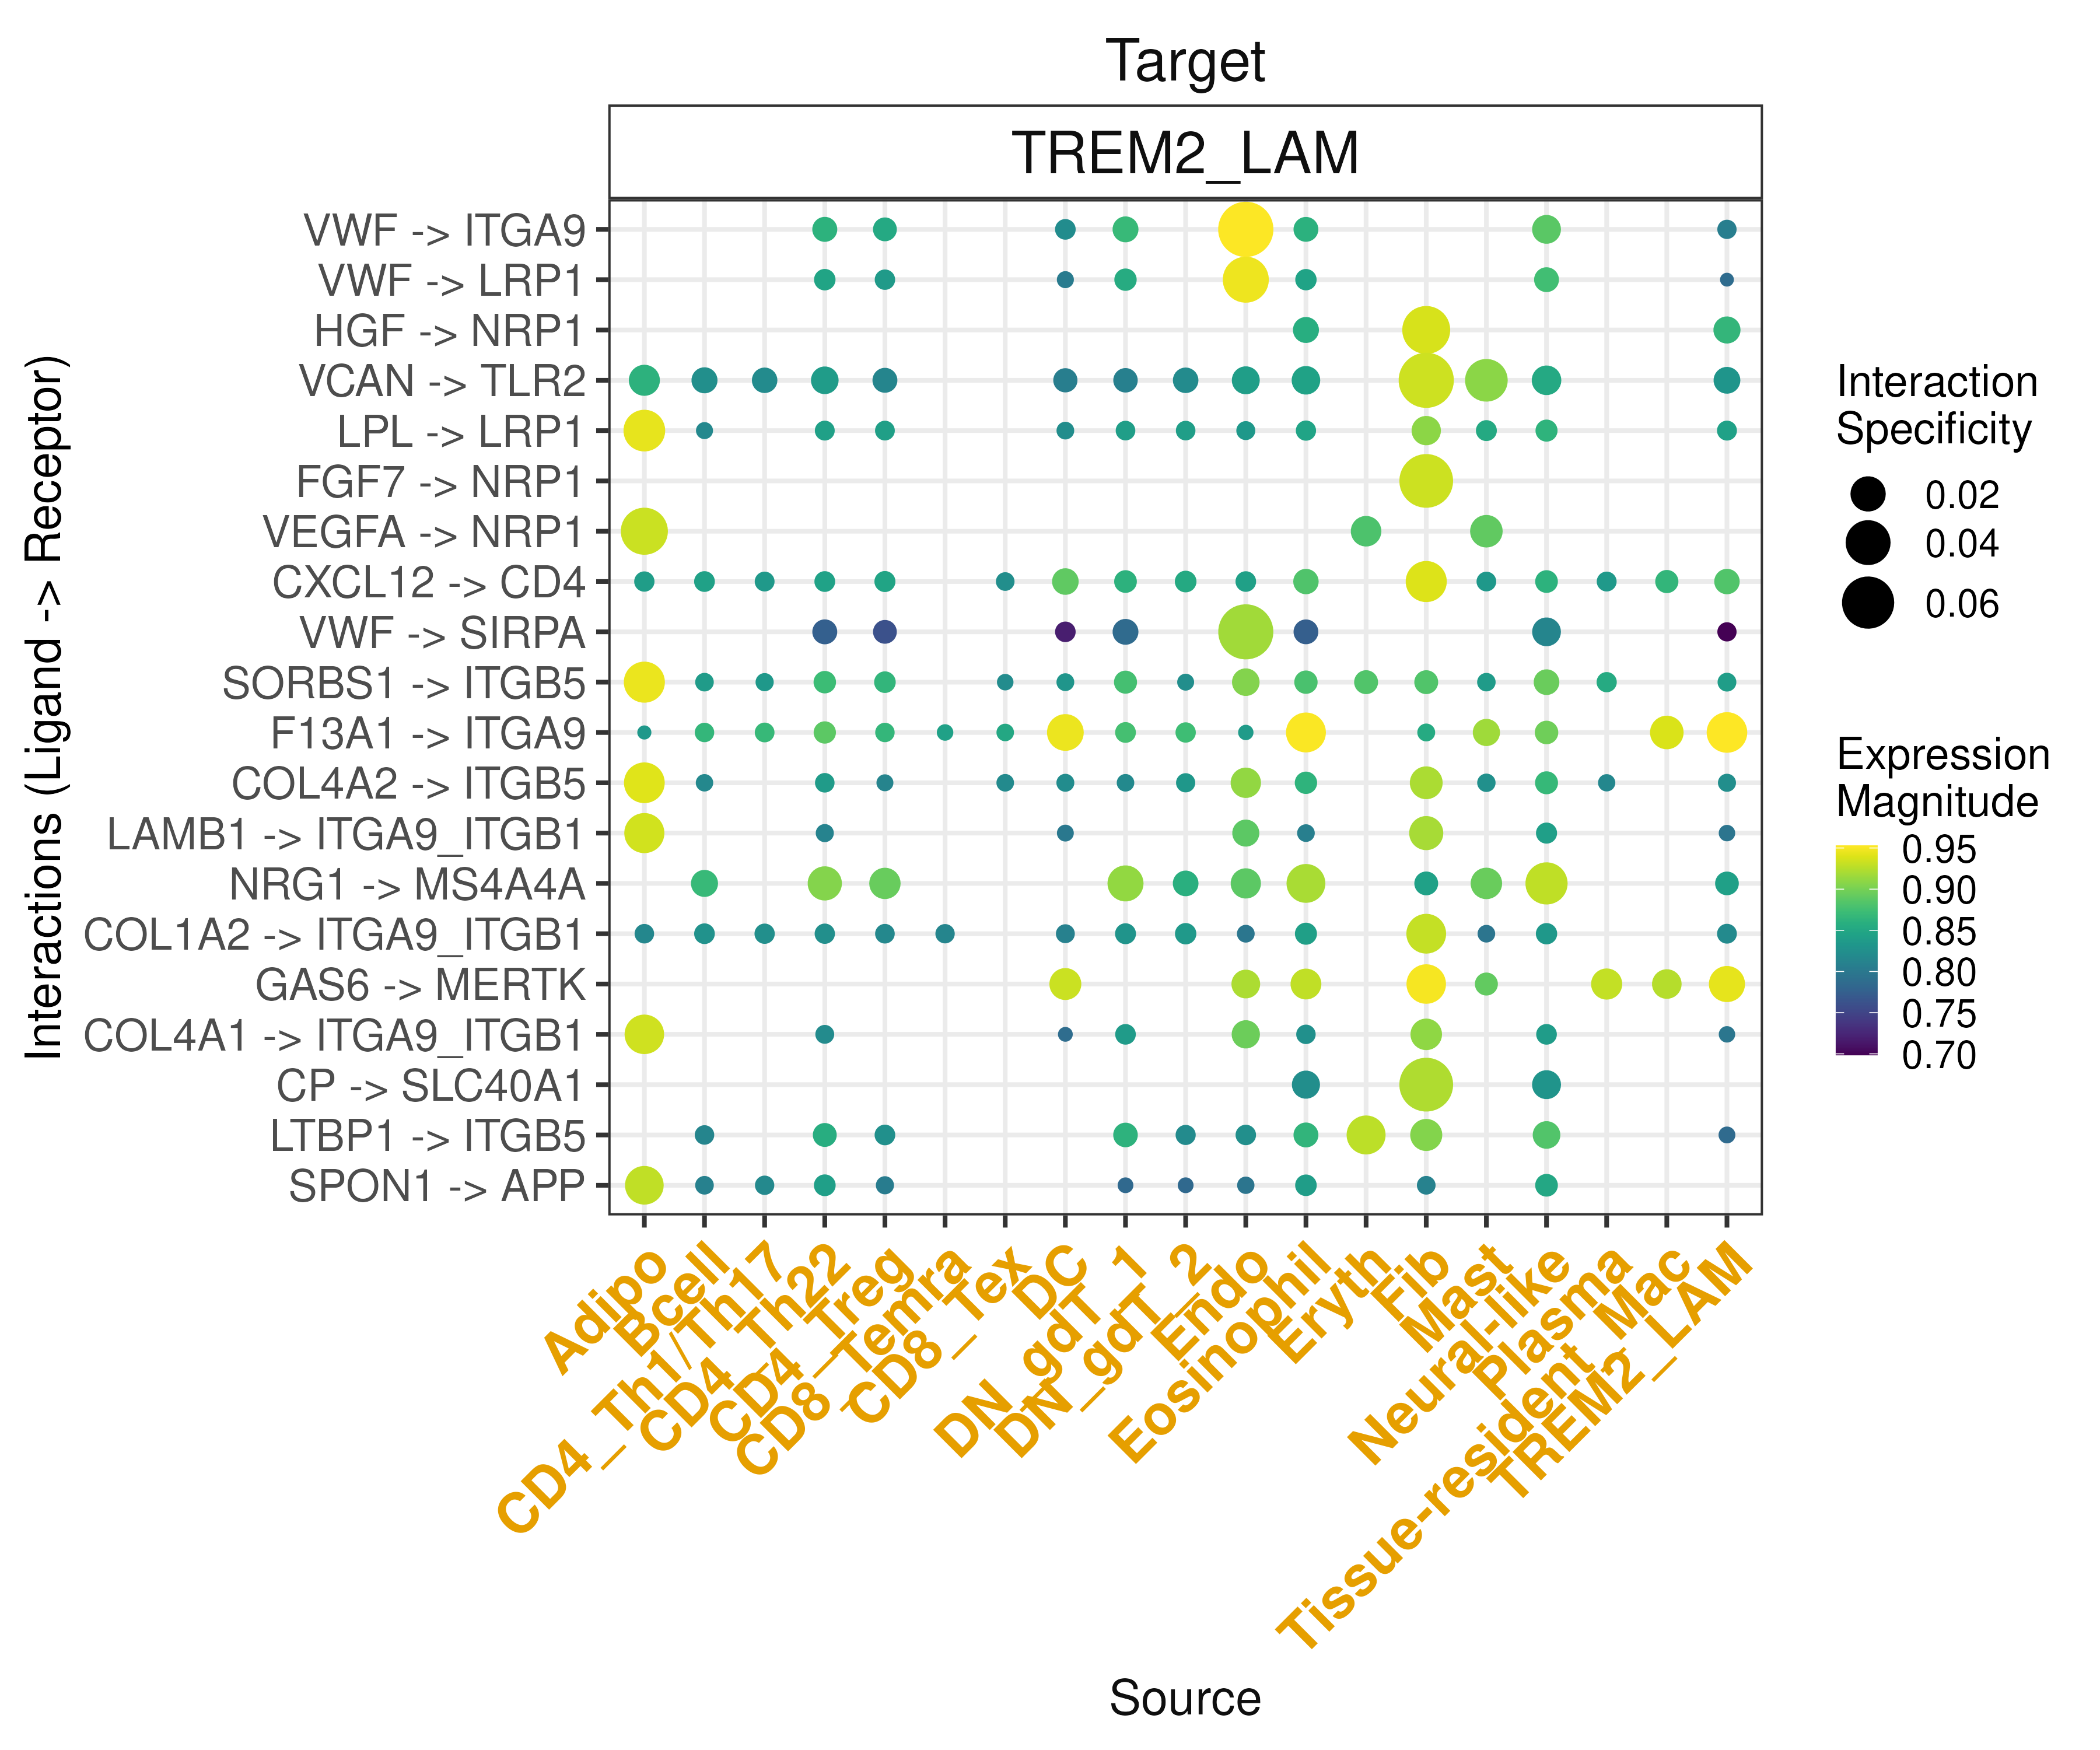 Target
TREM2_LAM
Interactions (Ligand -> Receptor)
VWF -> ITGA9
VWF -> LRP1
HGF -> NRP1
VCAN -> TLR2
LPL -> LRP1
FGF7 -> NRP1
VEGFA -> NRP1
CXCL12 -> CD4
VWF -> SIRPA
SORBS1 -> ITGB5
F13A1 -> ITGA9
COL4A2 -> ITGB5
LAMB1 -> ITGA9_ITGB1
NRG1 -> MS4A4A
COL1A2 -> ITGA9_ITGB1
GAS6 -> MERTK
COL4A1 -> ITGA9_ITGB1
CP -> SLC40A1
LTBP1 -> ITGB5
SPON1 -> APP
Adipo
Bcell
CD4_Th1/Th17
CD4_Th22
CD4_Treg
CD8_Temra
CD8_Tex
DC
DN_gdT_1
DN_gdT_2
Endo
Eosinophil
Eryth
Fib
Mast
Neural-like
Plasma
Tissue-resident Mac
TREM2_LAM
Source
Interaction
Specificity
0.02
0.04
0.06
Expression
Magnitude
0.95
0.90
0.85
0.80
0.75
0.70